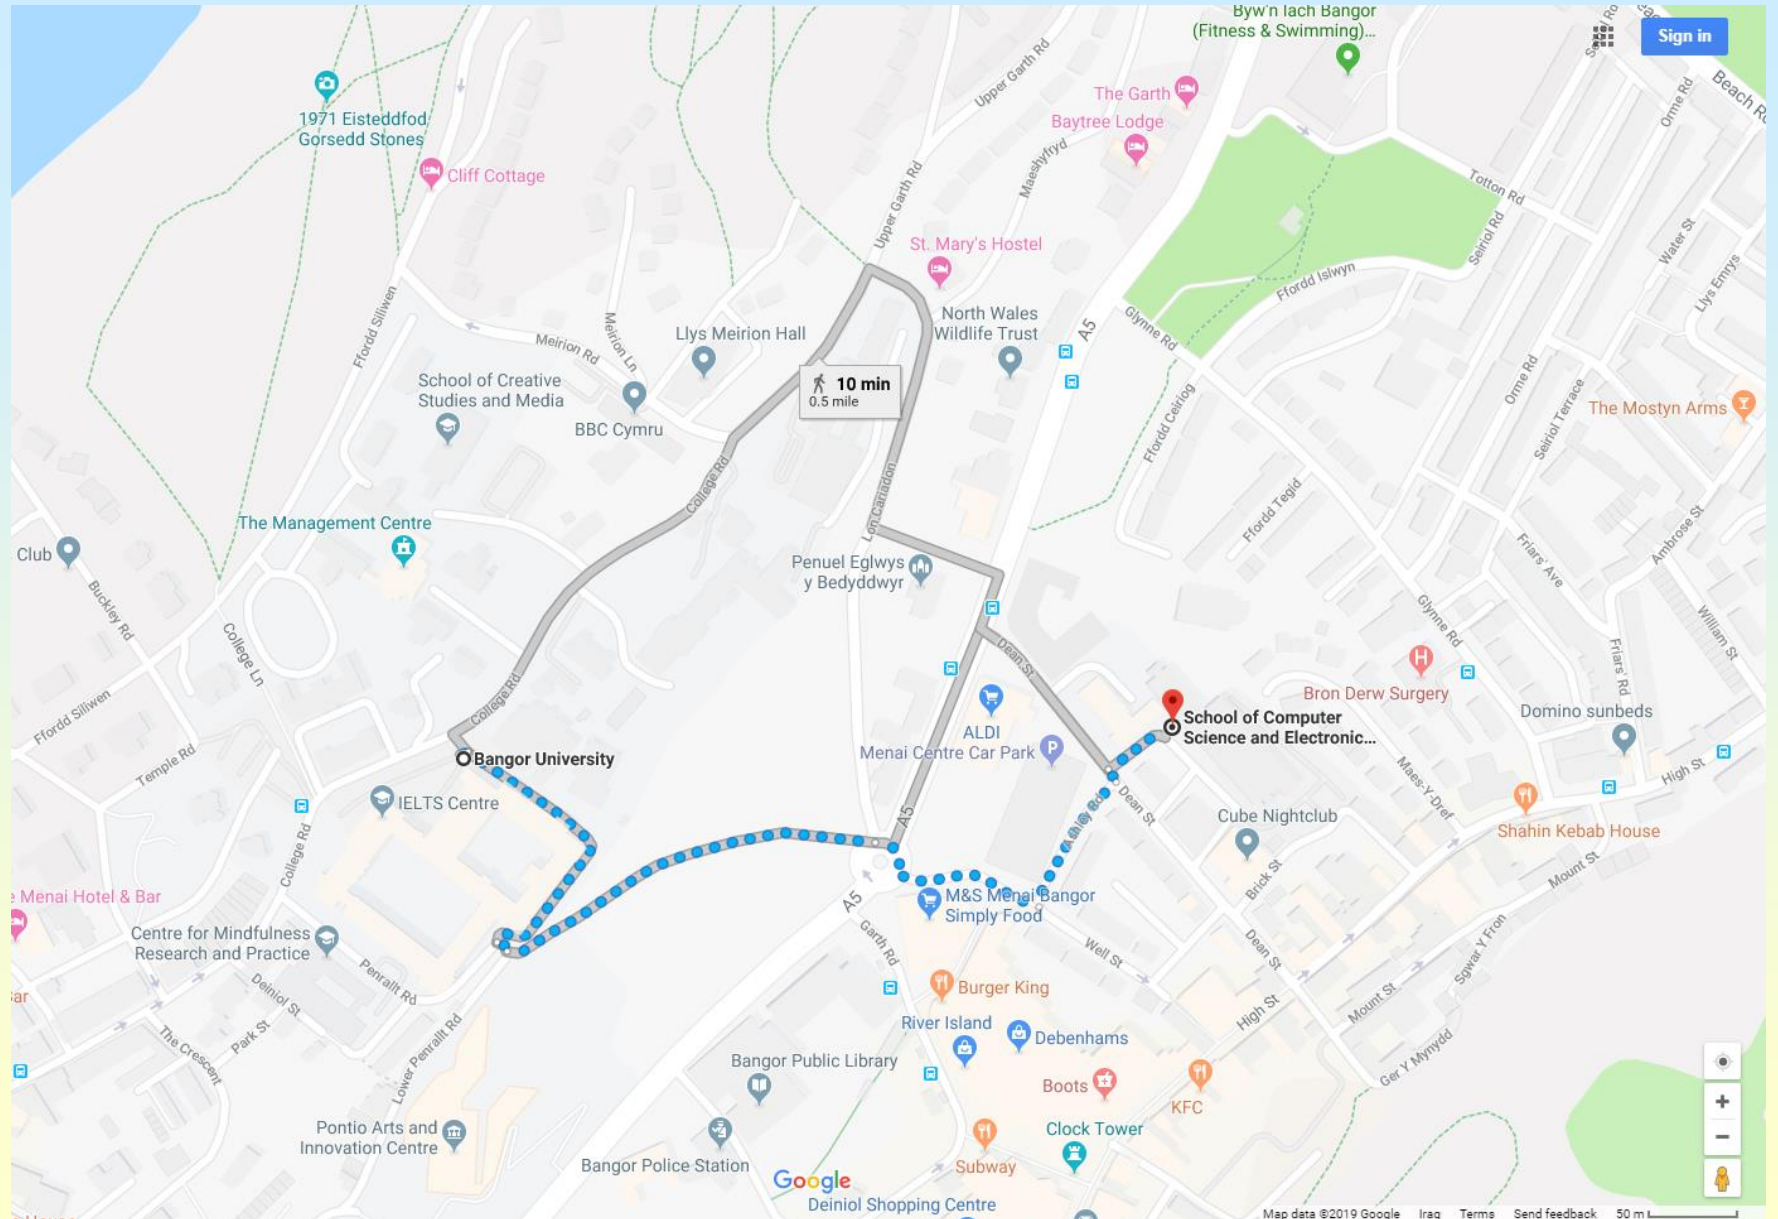 Byw'n Iach Bangor
(Fitness & Swimming)...
Sign in
Beach Rd
Upper Garth Rd
The Garth
Orme Rd
1971 Eisteddfod
Gorsedd Stones
Baytree Lodge
Cliff Cottage
Maeshyfryd
Totton Rd
Upper Garth Rd
St. Mary's Hostel
Seiriol Rd
Water St
Ffordd Islwyn
Llys Emrys
Ffordd Siliwen
North Wales
Wildlife Trust
Glynne Rd
A5
Llys Meirion Hall
Meirion Rd
Meirion Ln
School of Creative
Studies and Media
10 min
0.5 mile
Orme Rd
The Mostyn Arms
BBC Cymru
Ffordd Ceiriog
Seiriol Terrace
College Rd
Lon Cariadon
Ffordd Tegid
The Management Centre
Club
Ambrose St
Friars' Ave
Penuel Eglwys
y Bedyddwyr
Buckley Rd
Glynne Rd
William St
College Ln
Dean St
Friars' Rd
Bron Derw Surgery
College Rd
Ffordd Siliwen
School of Computer
Science and Electronic...
Domino sunbeds
ALDI
Menai Centre Car Park
Bangor University
Temple Rd
High St
Maes-Y-Dref
IELTS Centre
A5
Dean St
Ashley Rd
Cube Nightclub
Shahin Kebab House
College Rd
Mount St
Brick St
e Menai Hotel & Bar
A5
M&S Menai Bangor
Simply Food
Centre for Mindfulness
Research and Practice
Garth Rd
Well St
Dean St
Sgwar Y Fron
Penrallt Rd
Deiniol St
Burger King
Mount St
High St
River Island
Debenhams
Park St
The Crescent
Lower Penrallt Rd
Bangor Public Library
Ger Y Mynydd
Boots
KFC
Pontio Arts and
Innovation Centre
Clock Tower
Bangor Police Station
Subway
Google
Deiniol Shopping Centre
Map data ©2019 Google Iraq Terms Send feedback 50 m